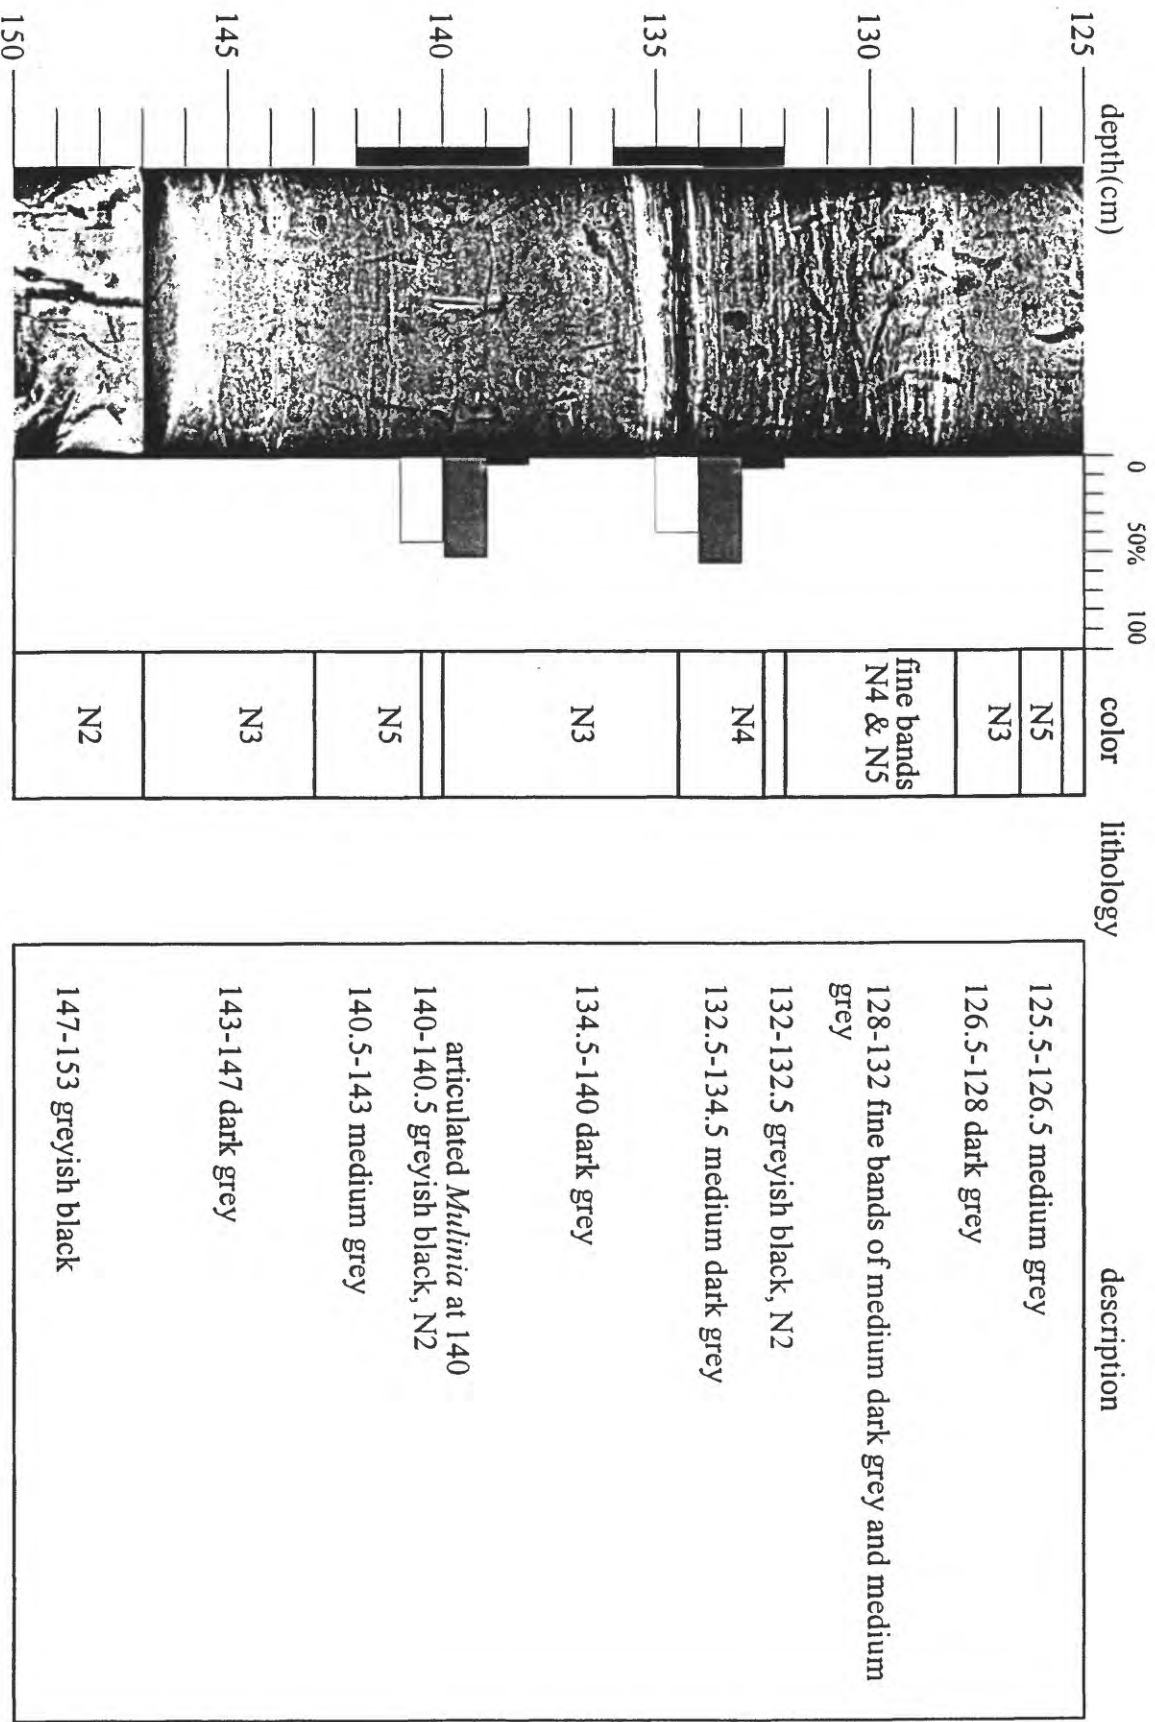 depth(cm)
0 50% 100
color
lithology
description
125
130
135
140
145
150
N5
N3
fine bands
N4 & N5
N4
N3
N5
N3
N2
125.5-126.5 medium grey
126.5-128 dark grey
128-132 fine bands of medium dark grey and medium
grey
132-132.5 greyish black, N2
132.5-134.5 medium dark grey
134.5-140 dark grey
articulated Mulinia at 140
140-140.5 greyish black, N2
140.5-143 medium grey
143-147 dark grey
147-153 greyish black